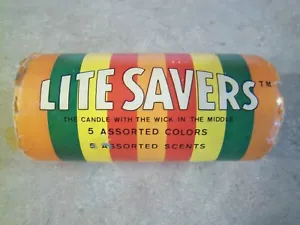 LITE SAVERS™
THE CANDLE WITH THE WICK IN THE MIDDLE
5 ASSORTED COLORS
5 ASSORTED SCENTS